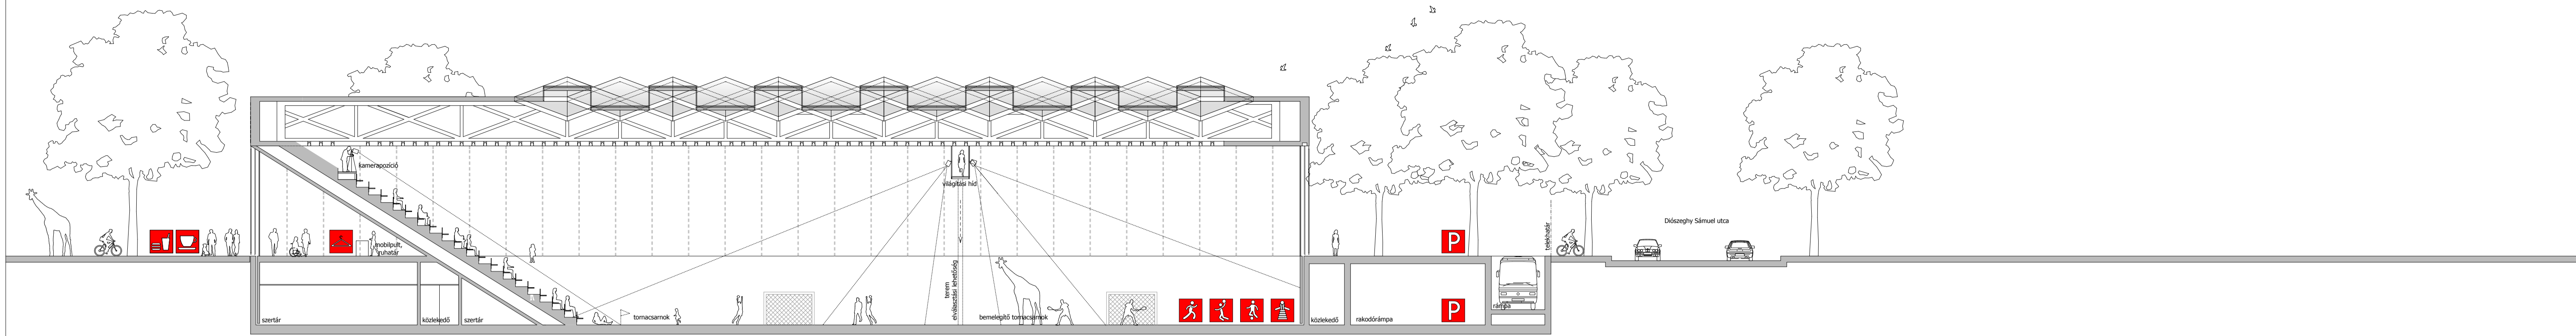 kamerapozíció
világítási híd
Diószeghy Sámuel utca
telekhatár
P
mobilpult,
ruhatár
terem
elválasztási lehetőség
szertár
közlekedő
szertár
tornacsarnok
bemelegítő tornacsarnok
közlekedő
rakodórámpa
P
rámpa